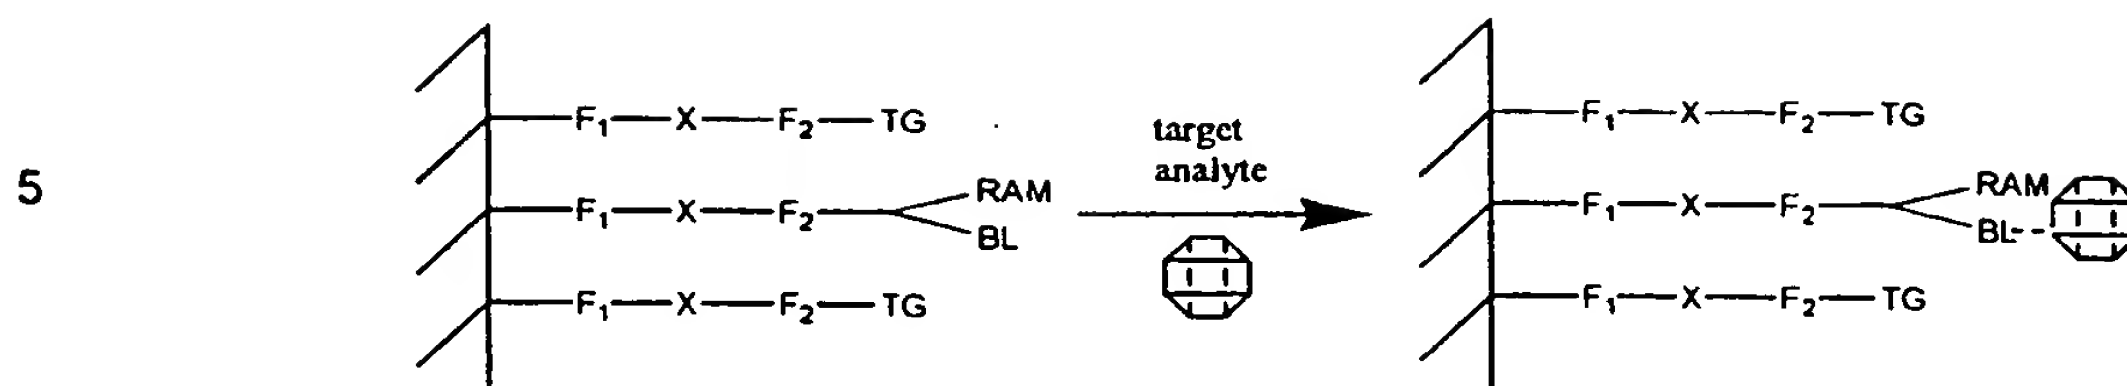 F₁—X—F₂—TG
target
analyte
F₁—X—F₂—TG
5
F₁—X—F₂
RAM
BL
F₁—X—F₂
RAM
BL
F₁—X—F₂—TG
F₁—X—F₂—TG